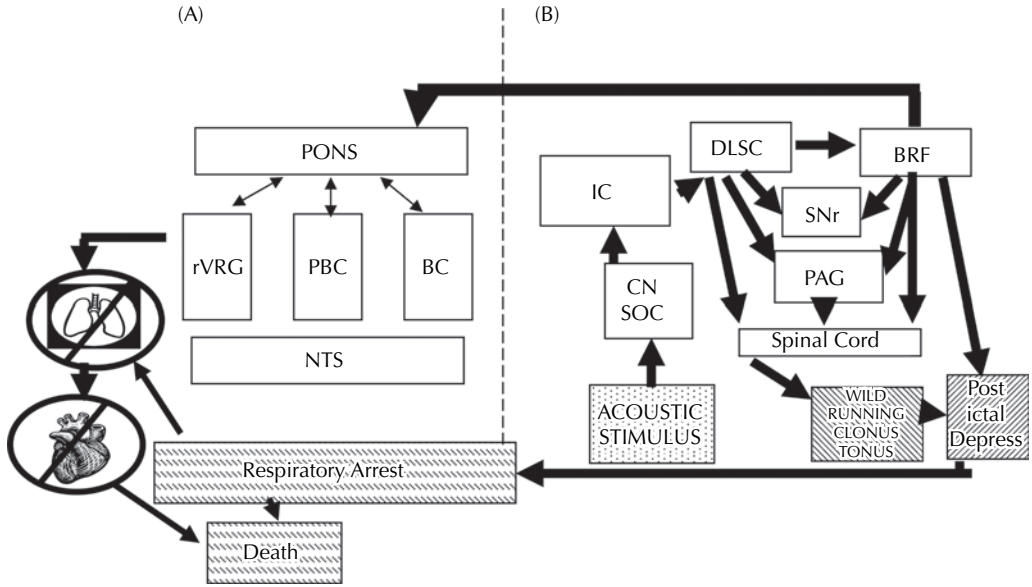 (A)
(B)
PONS
rVRG
PBC
BC
NTS
Respiratory Arrest
Death
DLSC
BRF
IC
SNr
PAG
CN
SOC
Spinal Cord
ACOUSTIC
STIMULUS
WILD
RUNNING
CLONUS
TONUS
Post
ictal
Depress